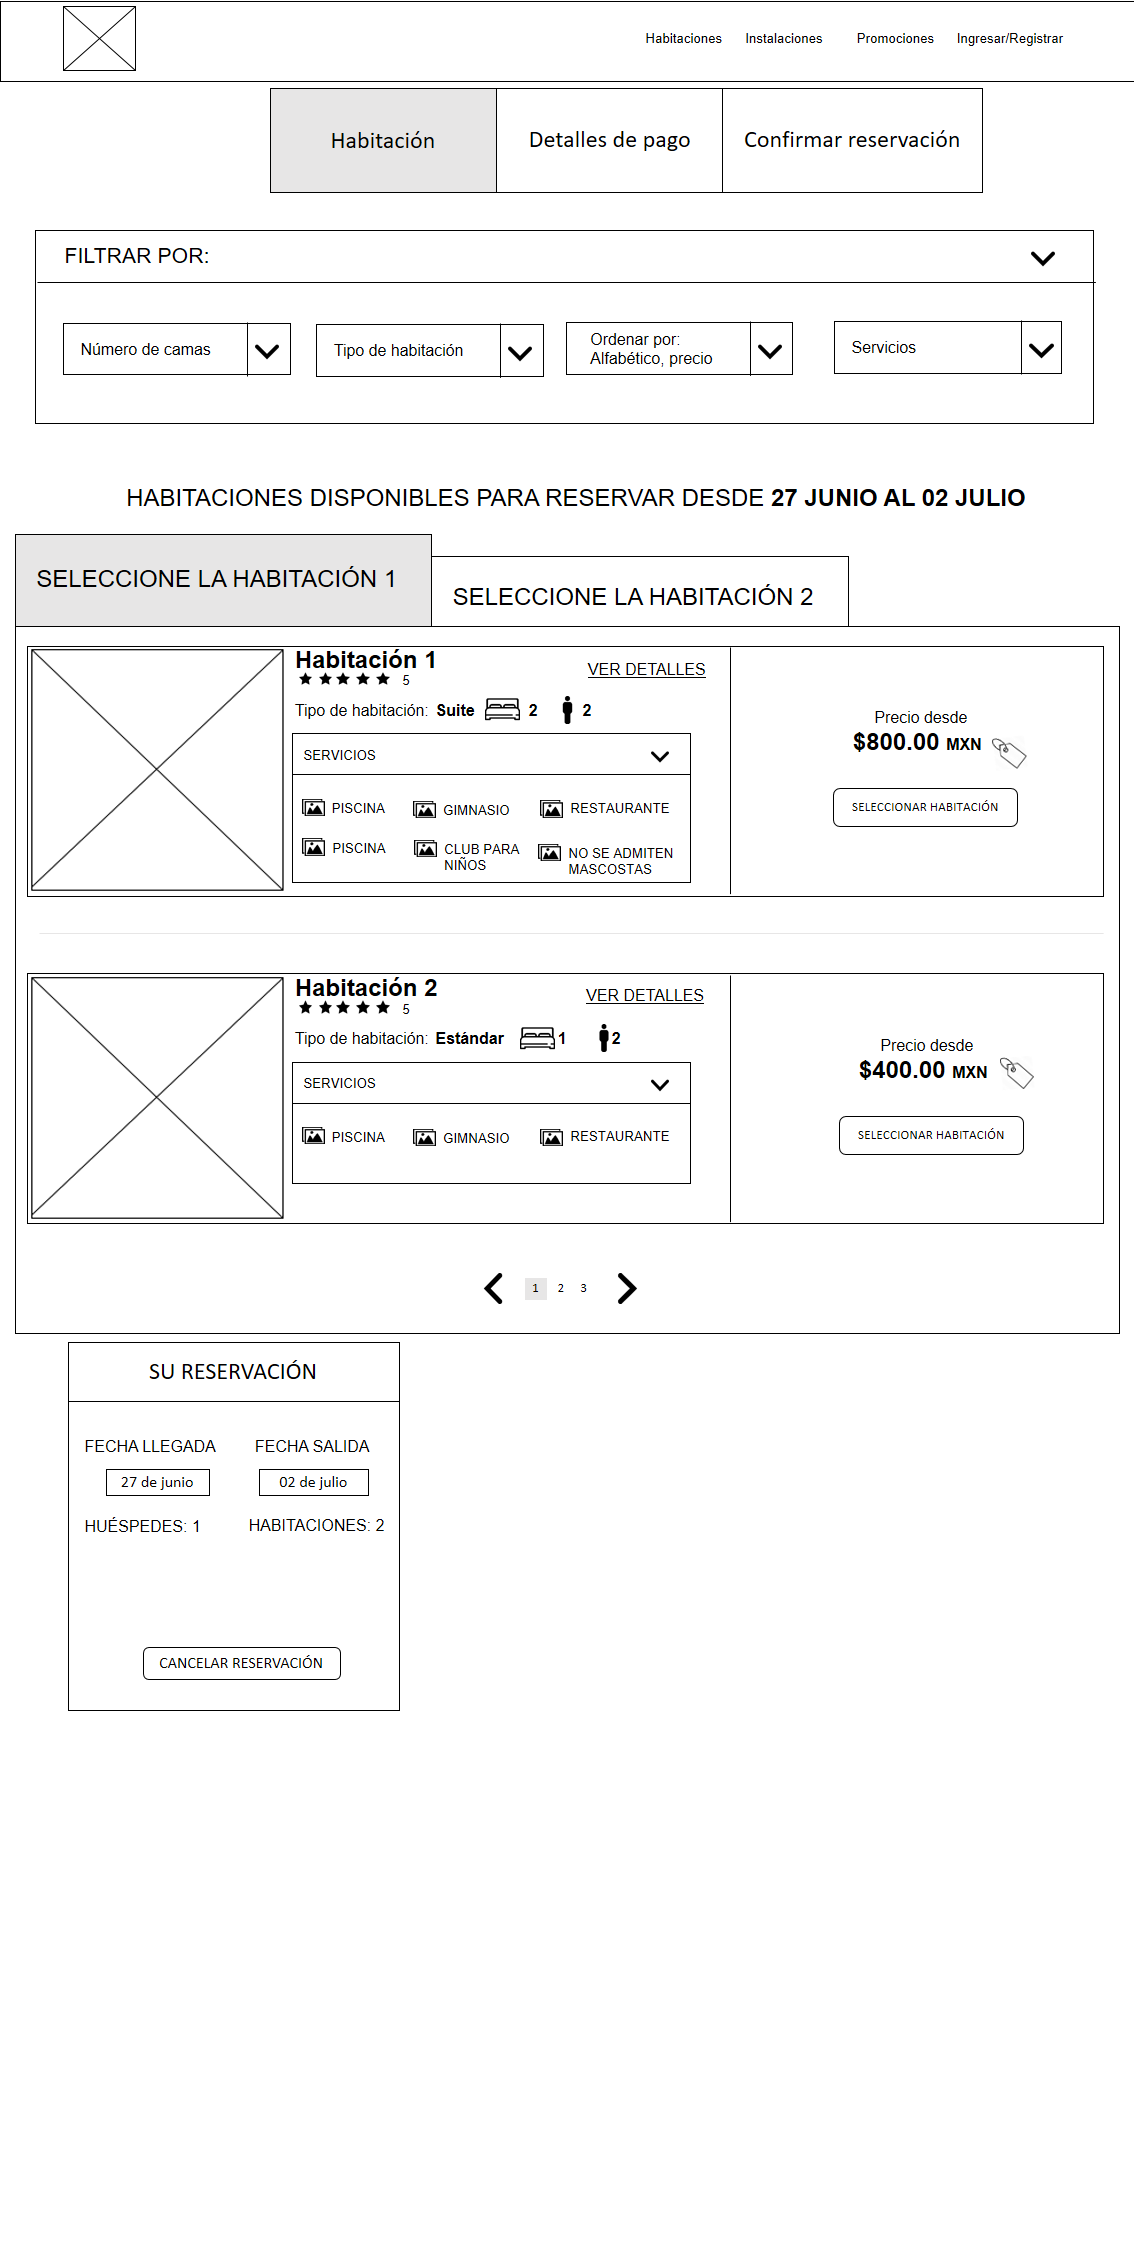 Habitaciones Instalaciones Promociones Ingresar/Registrar
Habitación
Detalles de pago
Confirmar reservación
FILTRAR POR:
Número de camas
Tipo de habitación
Ordenar por:
Alfabético, precio
Servicios
HABITACIONES DISPONIBLES PARA RESERVAR DESDE 27 JUNIO AL 02 JULIO
SELECCIONE LA HABITACIÓN 1
SELECCIONE LA HABITACIÓN 2
Habitación 1
5
VER DETALLES
Tipo de habitación: Suite 2 2
SERVICIOS
PISCINA GIMNASIO RESTAURANTE
PISCINA
CLUB PARA
NIÑOS
NO SE ADMITEN
MASCOSTAS
Precio desde
$800.00 MXN
SELECCIONAR HABITACIÓN
Habitación 2
5
VER DETALLES
Tipo de habitación: Estándar 1 2
SERVICIOS
PISCINA GIMNASIO RESTAURANTE
Precio desde
$400.00 MXN
SELECCIONAR HABITACIÓN
1 2 3
SU RESERVACIÓN
FECHA LLEGADA FECHA SALIDA
27 de junio 02 de julio
HUÉSPEDES: 1 HABITACIONES: 2
CANCELAR RESERVACIÓN